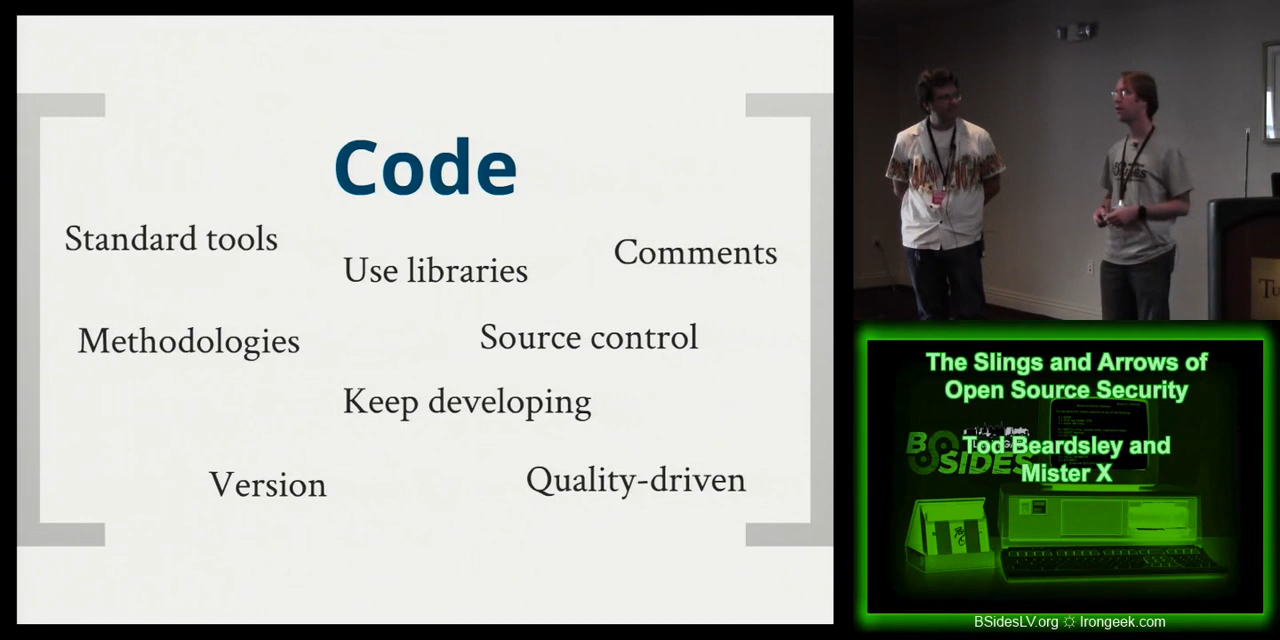 Code
Standard tools
Use libraries
Comments
Methodologies
Source control
Keep developing
Version
Quality-driven
The Slings and Arrows of
Open Source Security
Tod Beardsley and
Mister X
BSIDES
BSidesLV.org ☼ Irongeek.com